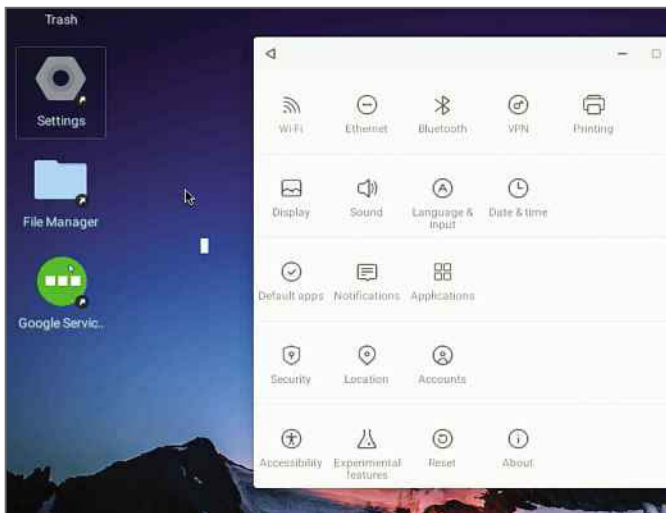 Trash
Settings
File Manager
Google Servic..
Wi-Fi
Ethernet
Bluetooth
VPN
Printing
Display
Sound
Language &
input
Date & time
Default apps
Notifications
Applications
Security
Location
Accounts
Accessibility
Experimental
features
Reset
About